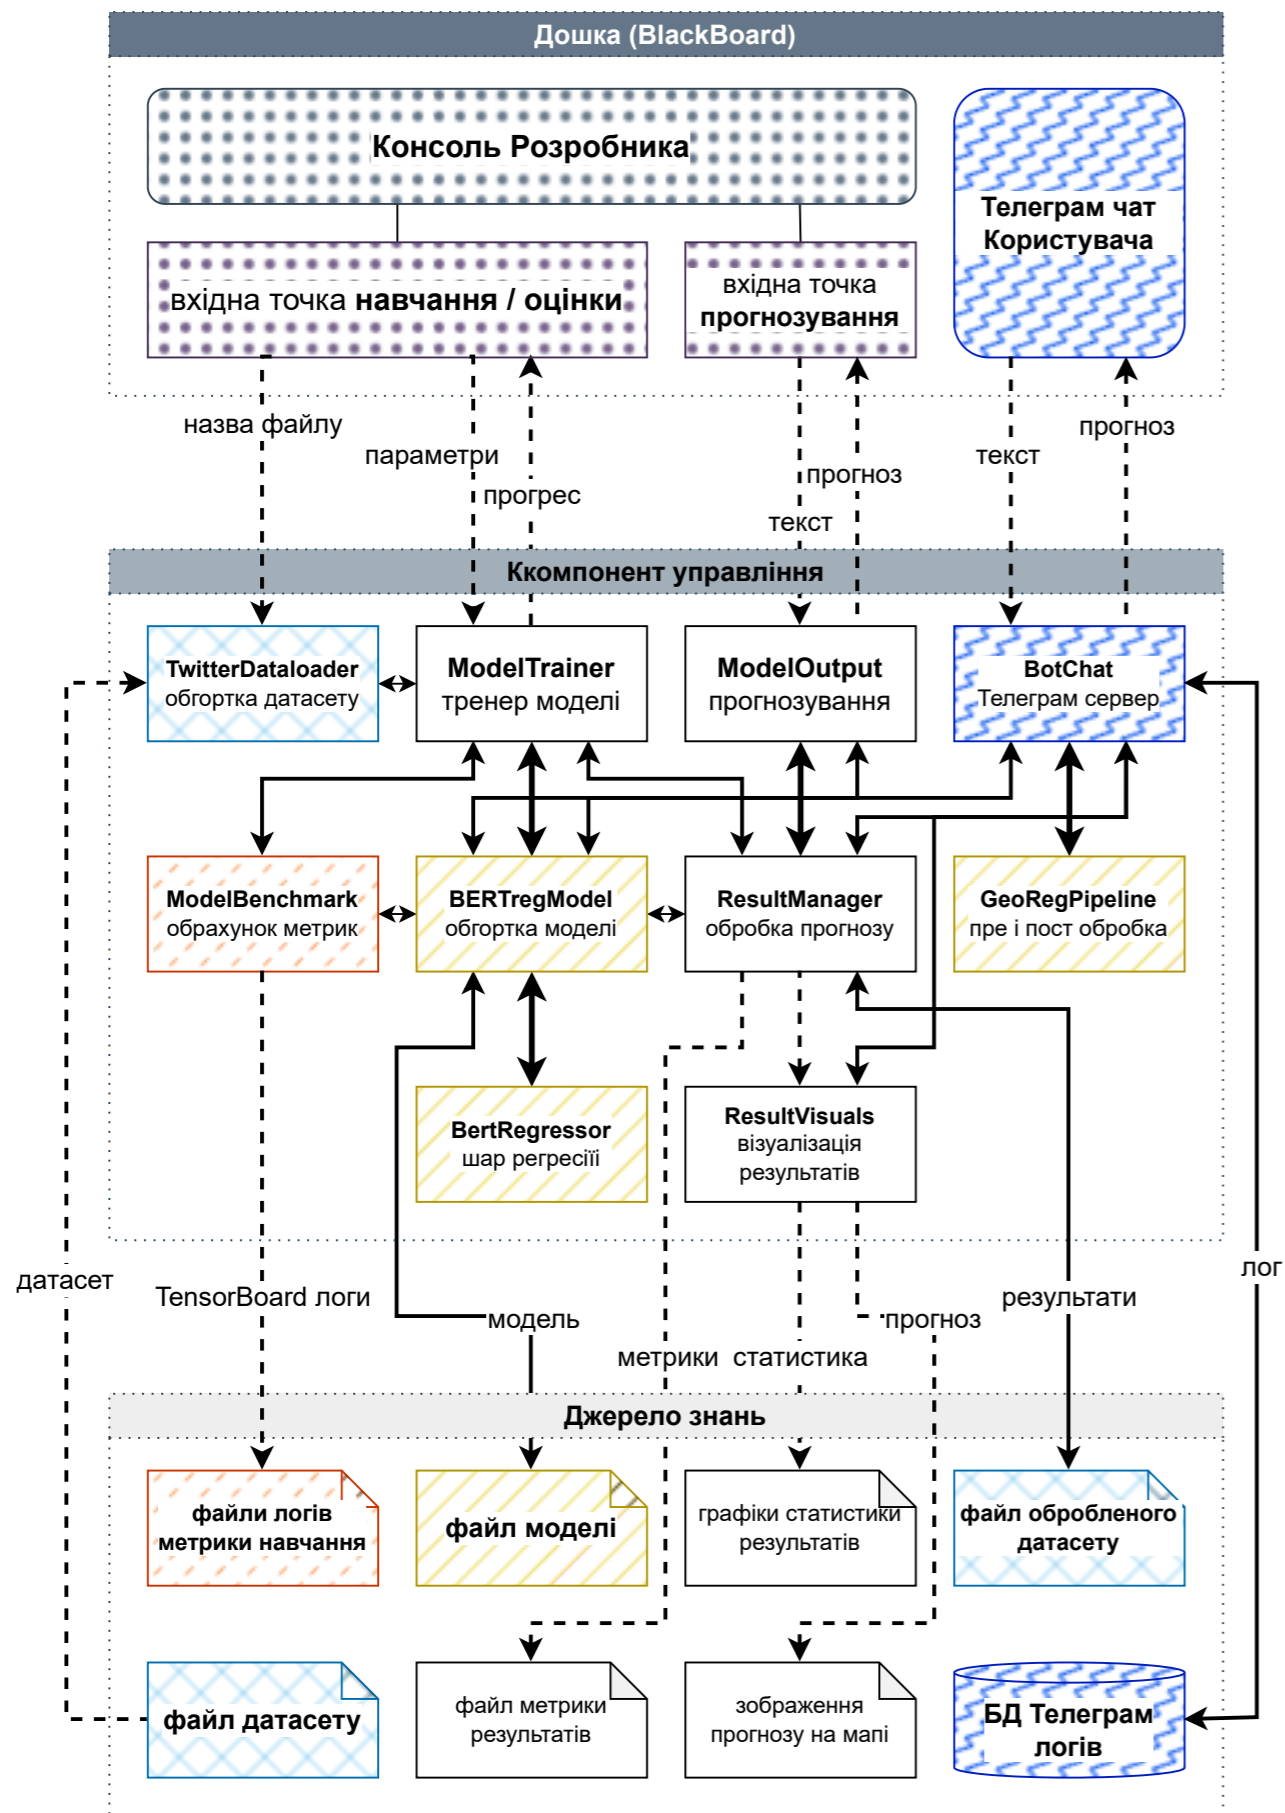 Дошка (BlackBoard)
Консоль Розробника
Телеграм чат
Користувача
вхідна точка навчання / оцінки
вхідна точка
прогнозування
назва файлу
параметри
прогрес
прогноз
текст
текст
прогноз
Ккомпонент управління
TwitterDataloader
обгортка датасету
ModelTrainer
тренер моделі
ModelOutput
прогнозування
BotChat
Телеграм сервер
ModelBenchmark
обрахунок метрик
BERTregModel
обгортка моделі
ResultManager
обробка прогнозу
GeoRegPipeline
пре і пост обробка
BertRegressor
шар регресіїі
ResultVisuals
візуалізація
результатів
датасет
TensorBoard логи
модель
метрики
статистика
прогноз
результати
лог
Джерело знань
файли логів
метрики навчання
файл моделі
графіки статистики
результатів
файл обробленого
датасету
файл датасету
файл метрики
результатів
зображення
прогнозу на мапі
БД Телеграм
логів